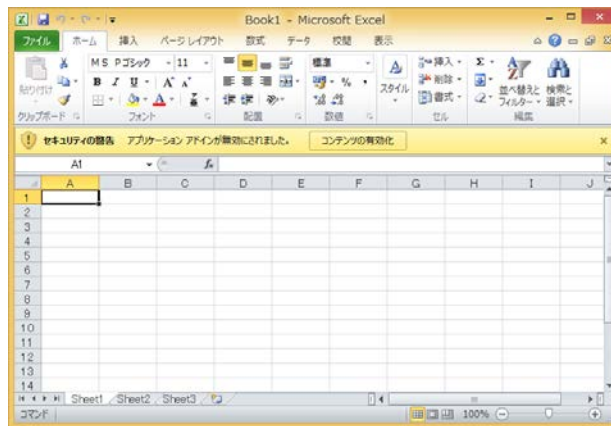 Book1 - Microsoft Excel
ファイル ホーム 挿入 ページ レイアウト 数式 データ 校閲 表示
貼り付け
MS Pゴシック 11
B I U A A
A
標準
%
スタイル
挿入
削除
書式
Σ
並べ替えと フィルター
検索と 選択
クリップボード フォント 配置 数値 セル 編集
セキュリティの警告 アプリケーション アドインが無効にされました。 コンテンツの有効化
A1 fx
A B C D E F G H I J
1
2
3
4
5
6
7
8
9
10
11
12
13
14
Sheet1 Sheet2 Sheet3
コマンド 100%